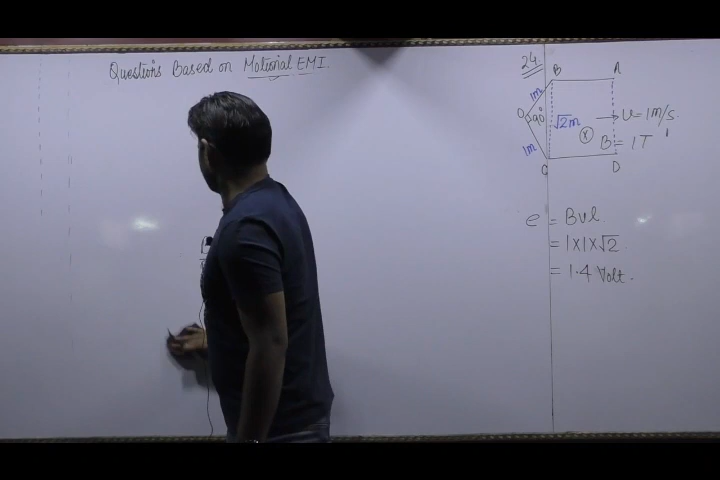 Questions Based on Motional EMI.
24.
B A
1m
O 90° √2m → v=1m/s.
1m ⊗ B = 1T
C D
e = Bvl.
= 1×1×√2
= 1.4 Volt.